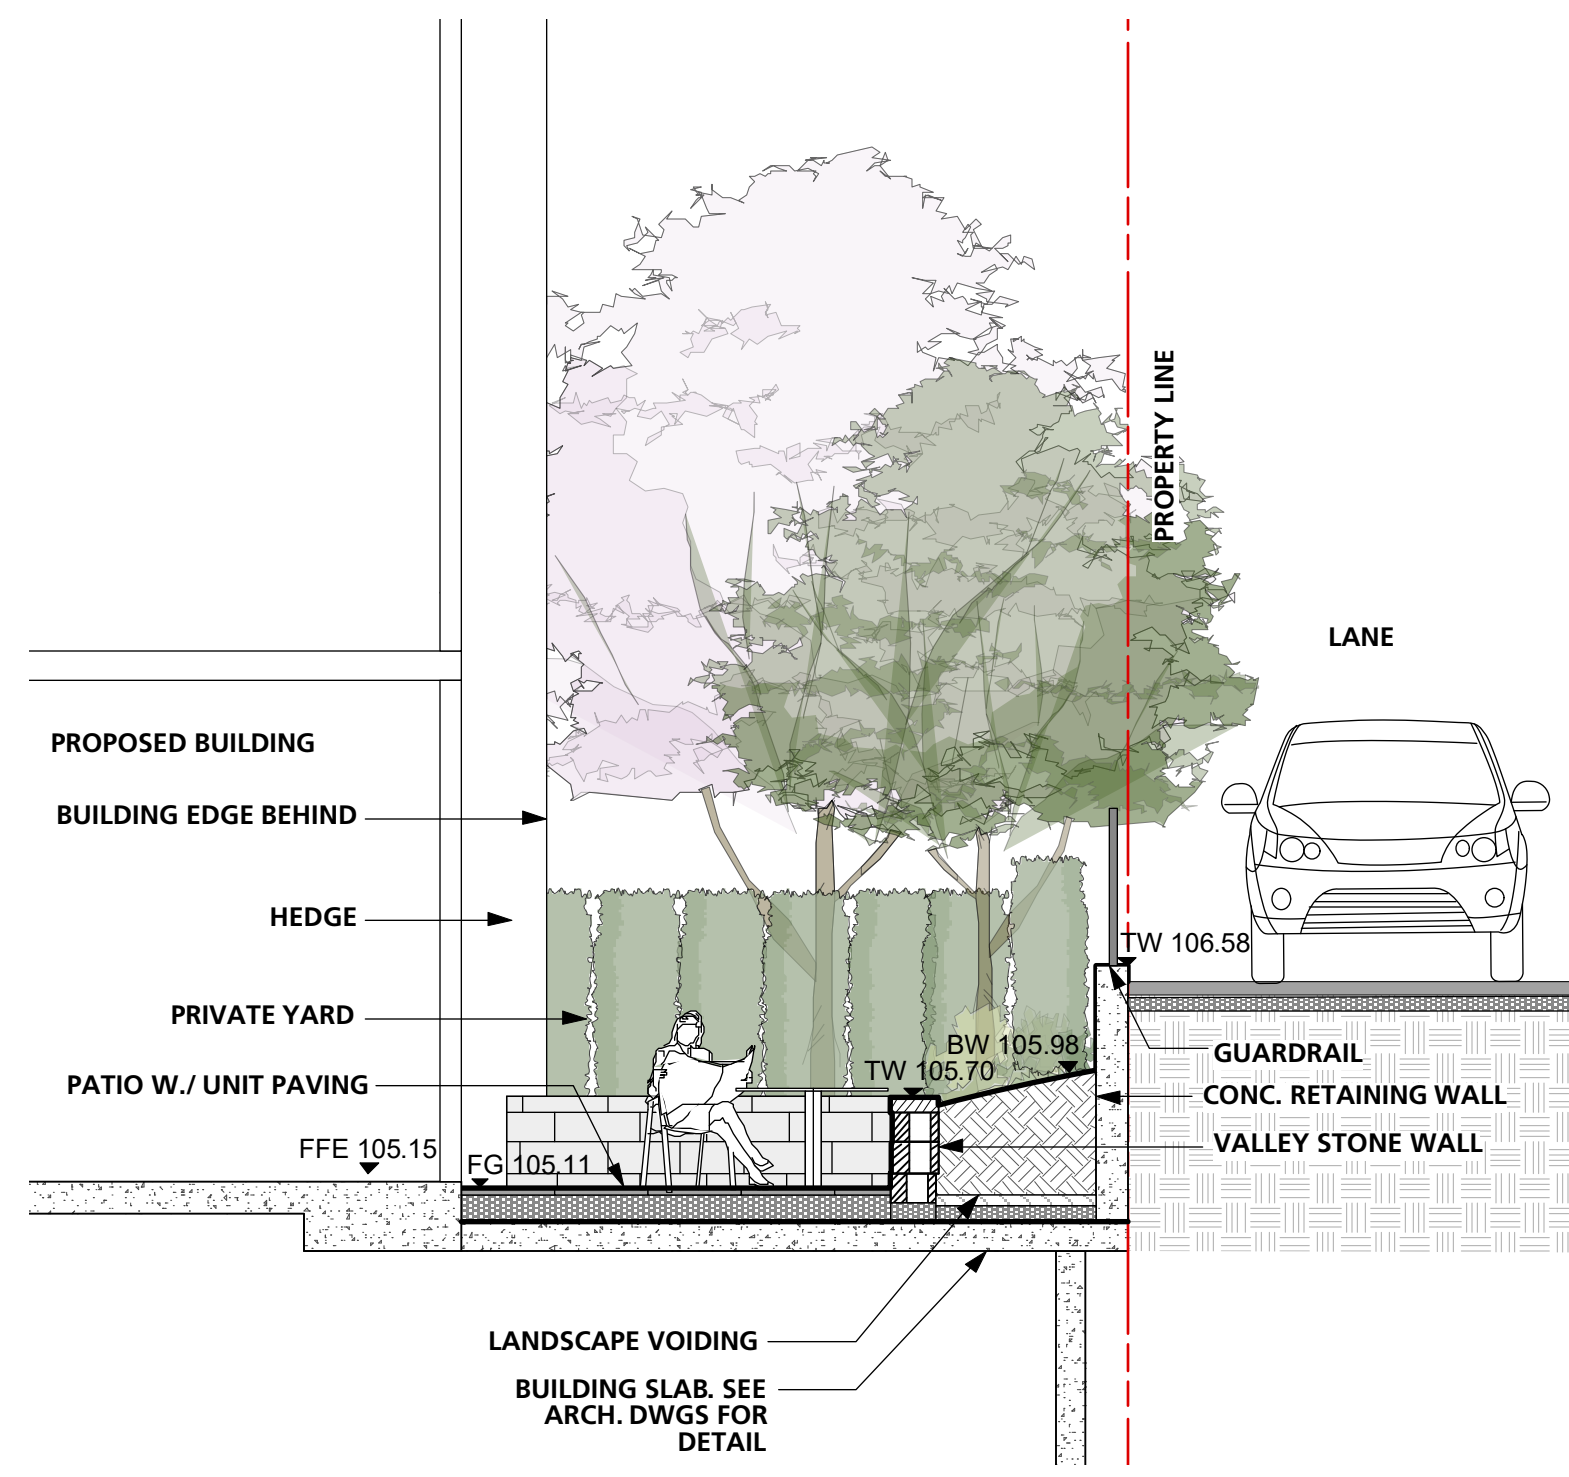 PROPERTY LINE
LANE
PROPOSED BUILDING
BUILDING EDGE BEHIND
HEDGE
TW 106.58
PRIVATE YARD
BW 105.98
GUARDRAIL
TW 105.70
PATIO W./ UNIT PAVING
CONC. RETAINING WALL
VALLEY STONE WALL
FFE 105.15
FG 105.11
LANDSCAPE VOIDING
BUILDING SLAB. SEE
ARCH. DWGS FOR
DETAIL